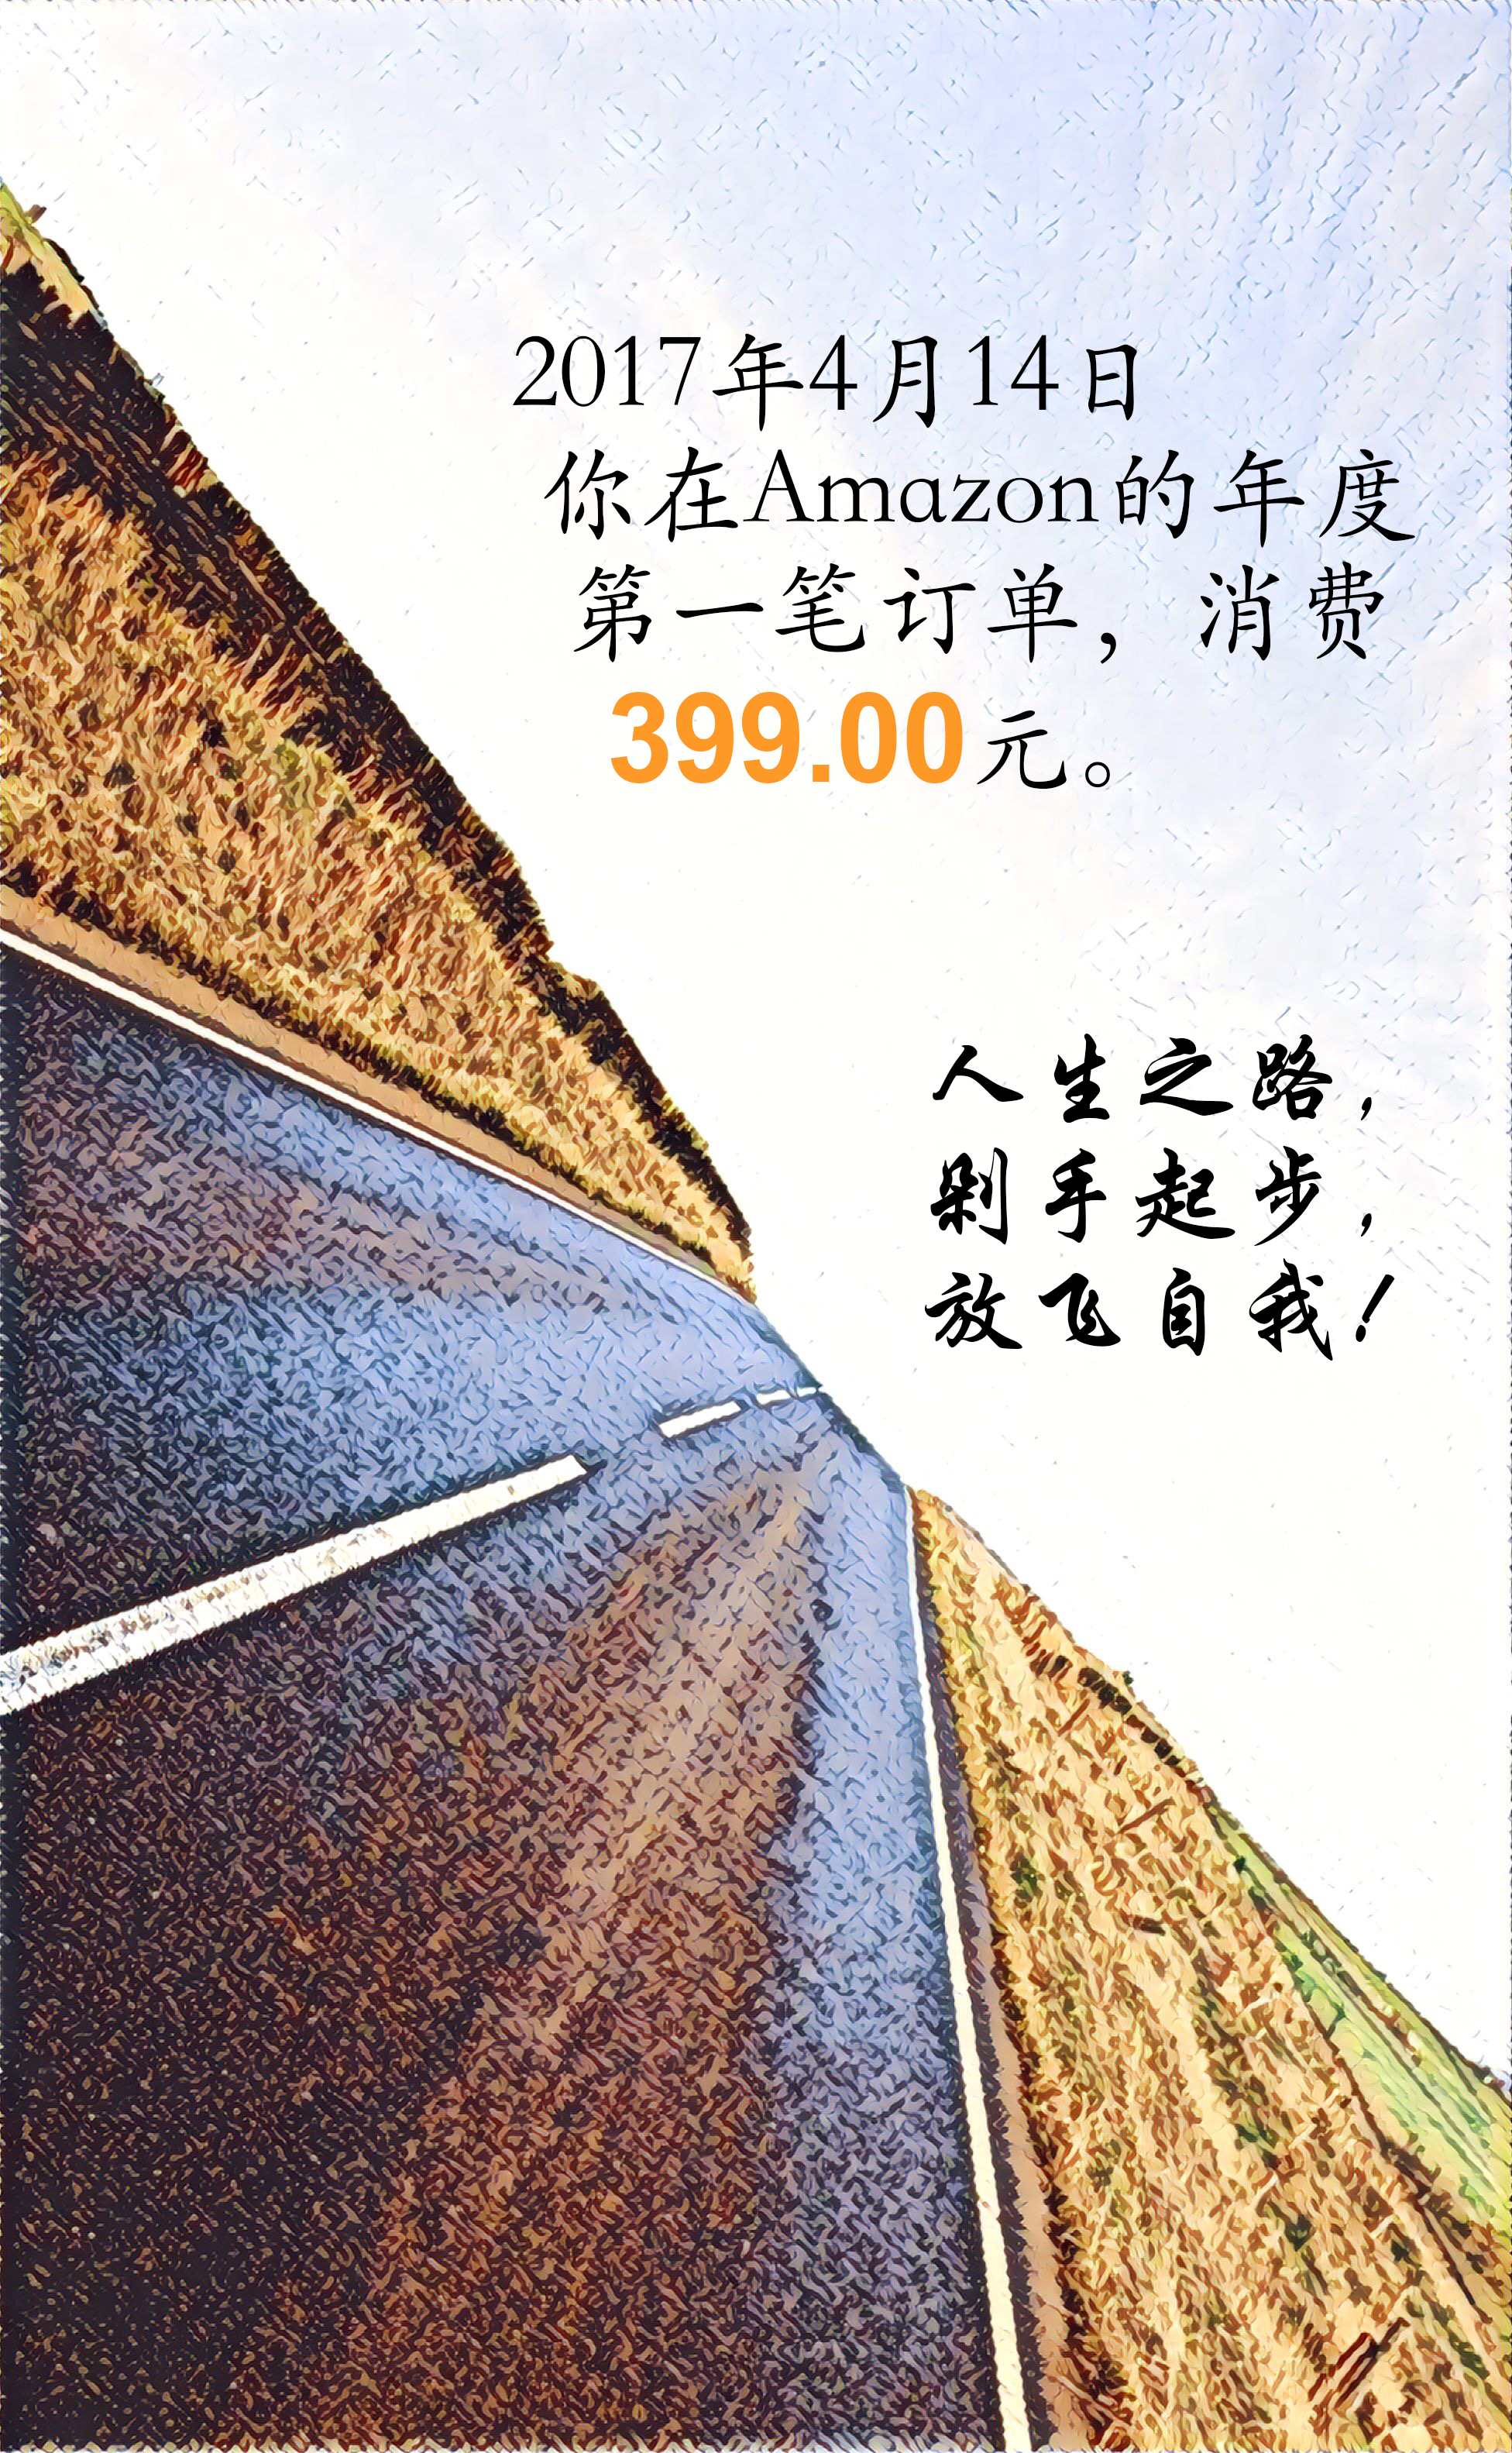 2017年4月14日
你在Amazon的年度
第一笔订单，消费
399.00元。
人生之路，
剁手起步，
放飞自我！